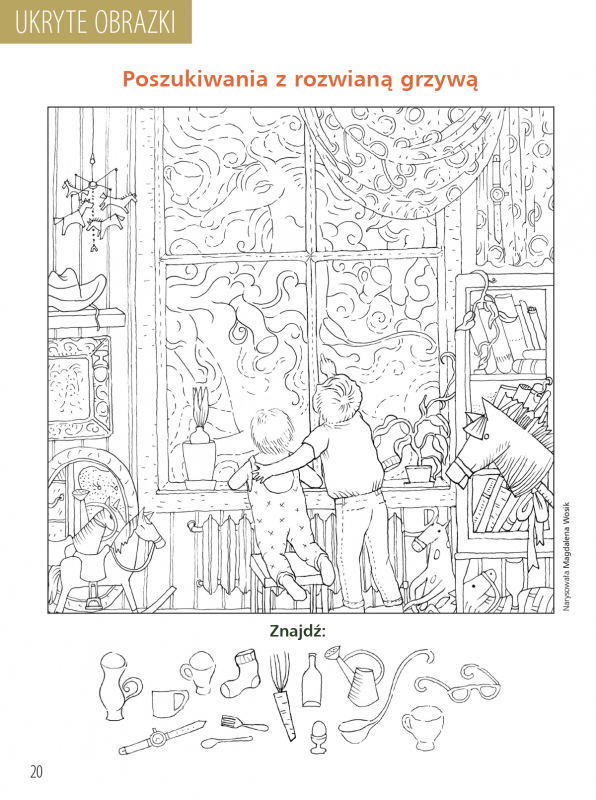 UKRYTE OBRAZKI
Poszukiwania z rozwianą grzywą
Narysowała Magdalena Wosik
Znajdź:
20